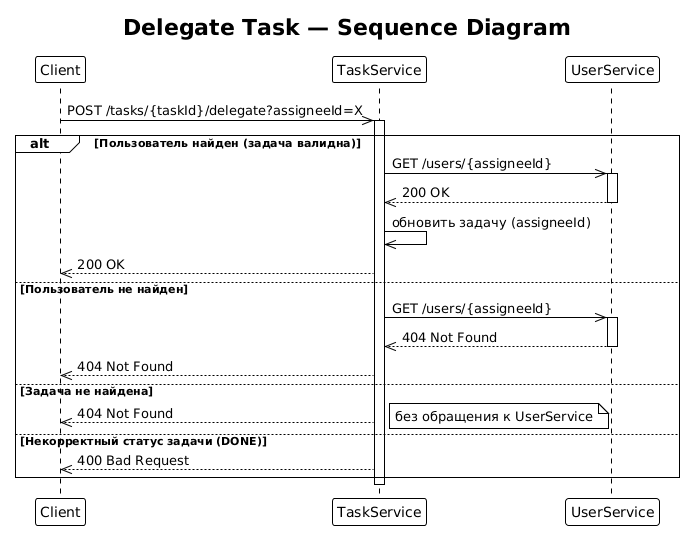 Delegate Task — Sequence Diagram
Client
TaskService
UserService
POST /tasks/{taskId}/delegate?assigneeId=X
alt
[Пользователь найден (задача валидна)]
GET /users/{assigneeId}
200 OK
обновить задачу (assigneeId)
200 OK
[Пользователь не найден]
GET /users/{assigneeId}
404 Not Found
404 Not Found
[Задача не найдена]
404 Not Found
без обращения к UserService
[Некорректный статус задачи (DONE)]
400 Bad Request
Client
TaskService
UserService